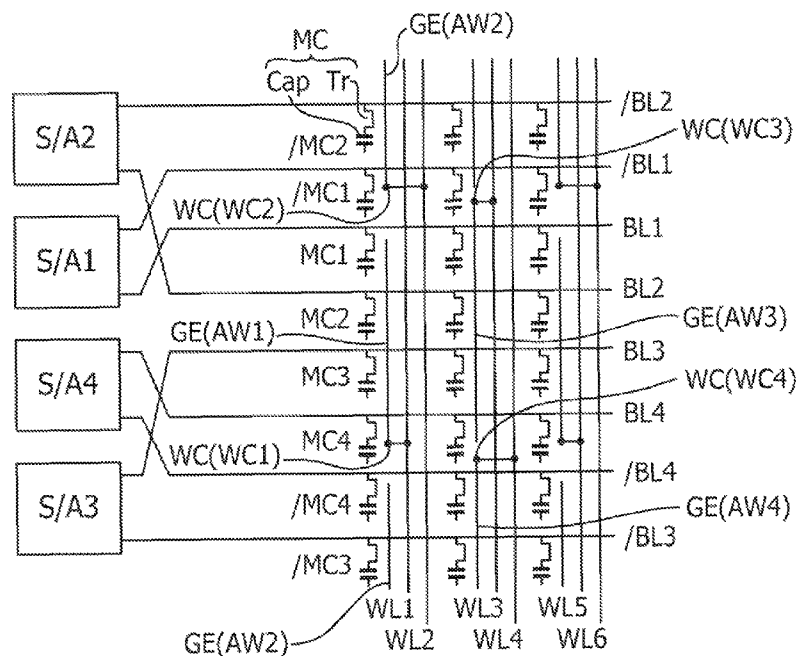 GE(AW2)
MC
Cap Tr
S/A2
/BL2
/MC2
WC(WC3)
/BL1
/MC1
WC(WC2)
S/A1
MC1
BL1
MC2
BL2
GE(AW1)
GE(AW3)
S/A4
MC3
BL3
WC(WC4)
MC4
BL4
WC(WC1)
/BL4
S/A3
/MC4
GE(AW4)
/BL3
/MC3
WL1 WL3 WL5
GE(AW2) WL2 WL4 WL6